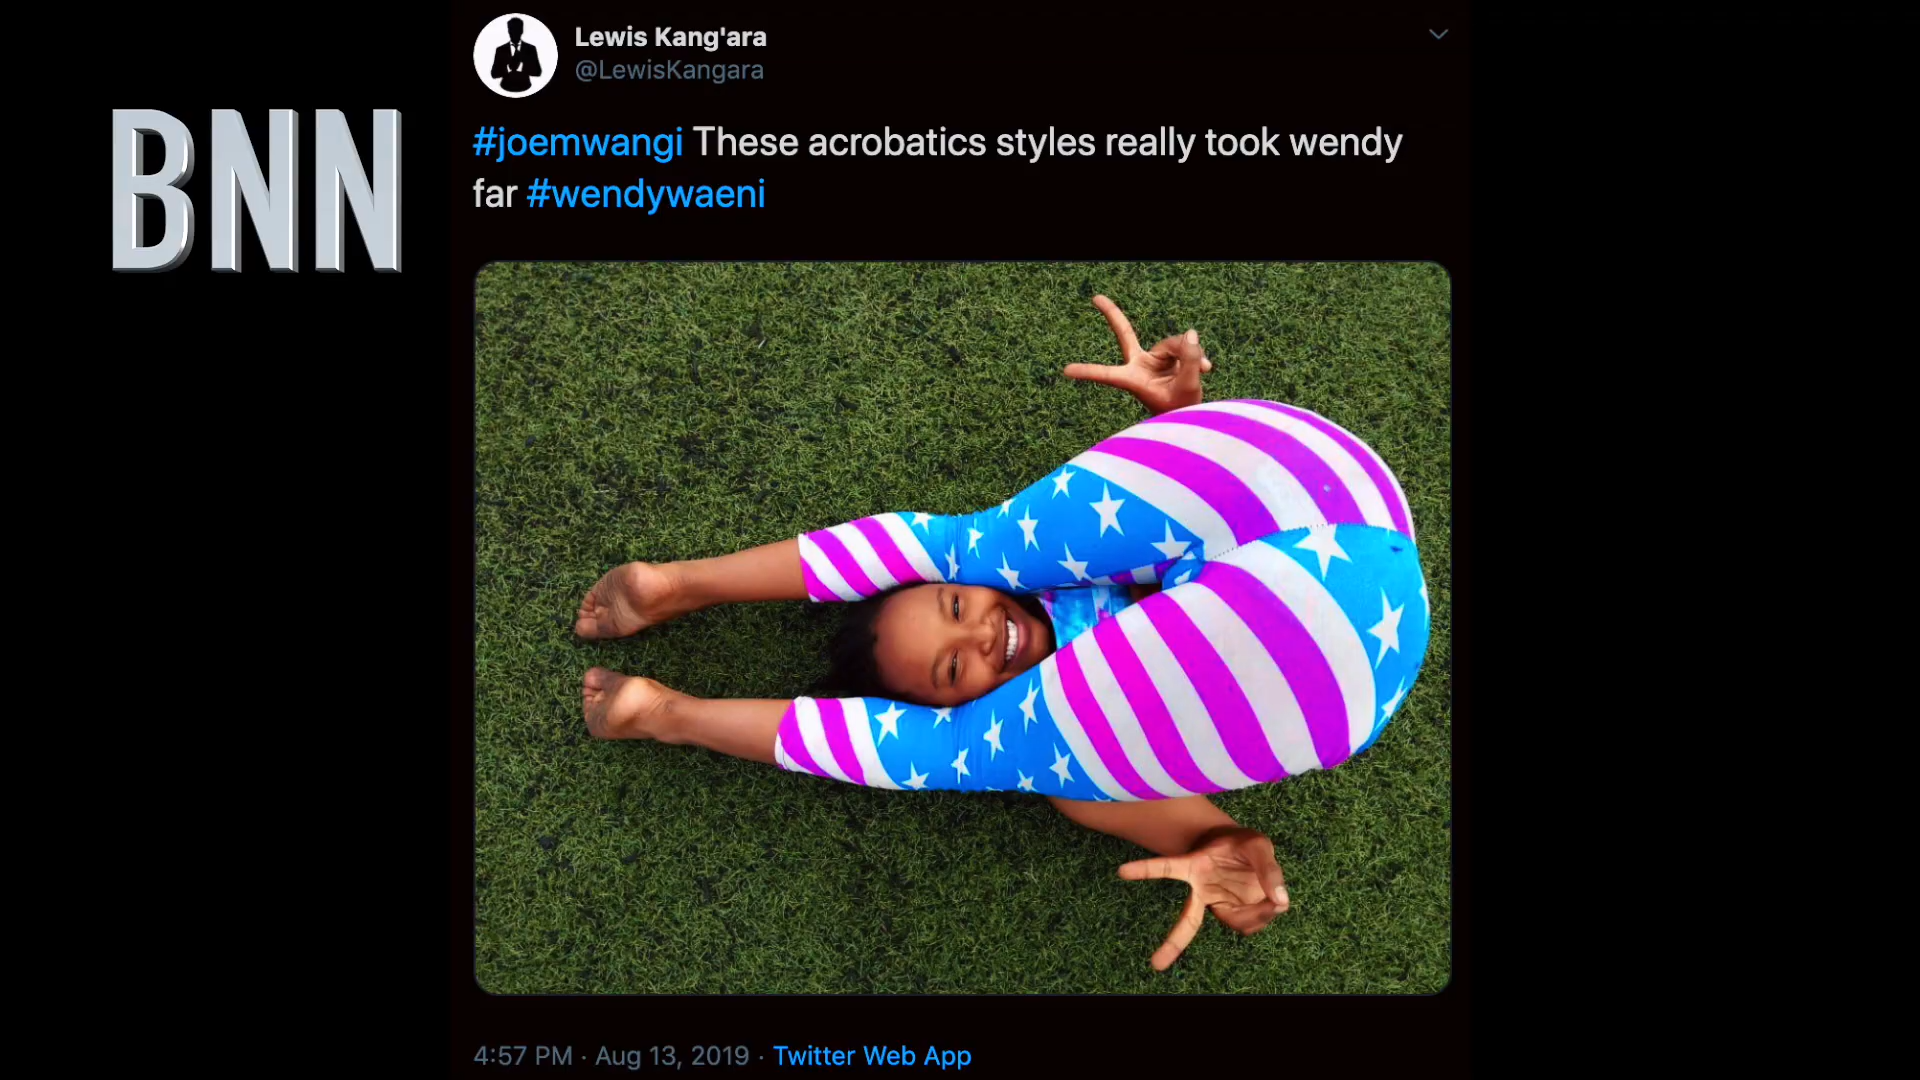 BNN
Lewis Kang'ara
@LewisKangara
#joemwangi These acrobatics styles really took wendy
far #wendywaeni
4:57 PM · Aug 13, 2019 · Twitter Web App